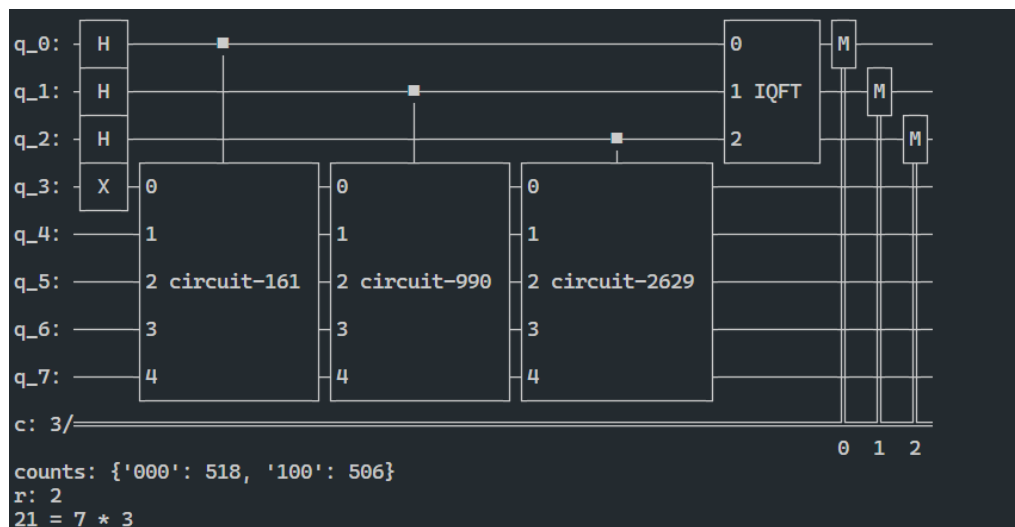 q_0: H 0 M
q_1: H 1 IQFT M
q_2: H 2 M
q_3: X 0 0 0
q_4: 1 1 1
q_5: 2 circuit-161 2 circuit-990 2 circuit-2629
q_6: 3 3 3
q_7: 4 4 4
c: 3/
0 1 2
counts: {'000': 518, '100': 506}
r: 2
21 = 7 * 3